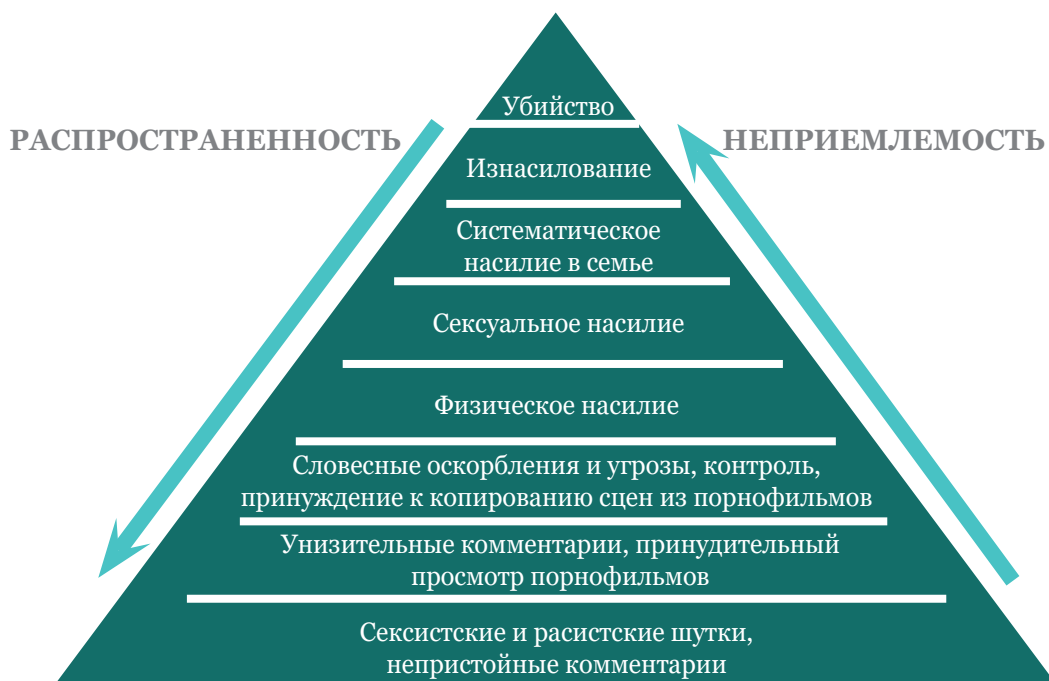 Убийство
РАСПРОСТРАНЕННОСТЬ
НЕПРИЕМЛЕМОСТЬ
Изнасилование
Систематическое
насилие в семье
Сексуальное насилие
Физическое насилие
Словесные оскорбления и угрозы, контроль,
принуждение к копированию сцен из порнофильмов
Унизительные комментарии, принудительный
просмотр порнофильмов
Сексистские и расистские шутки,
непристойные комментарии